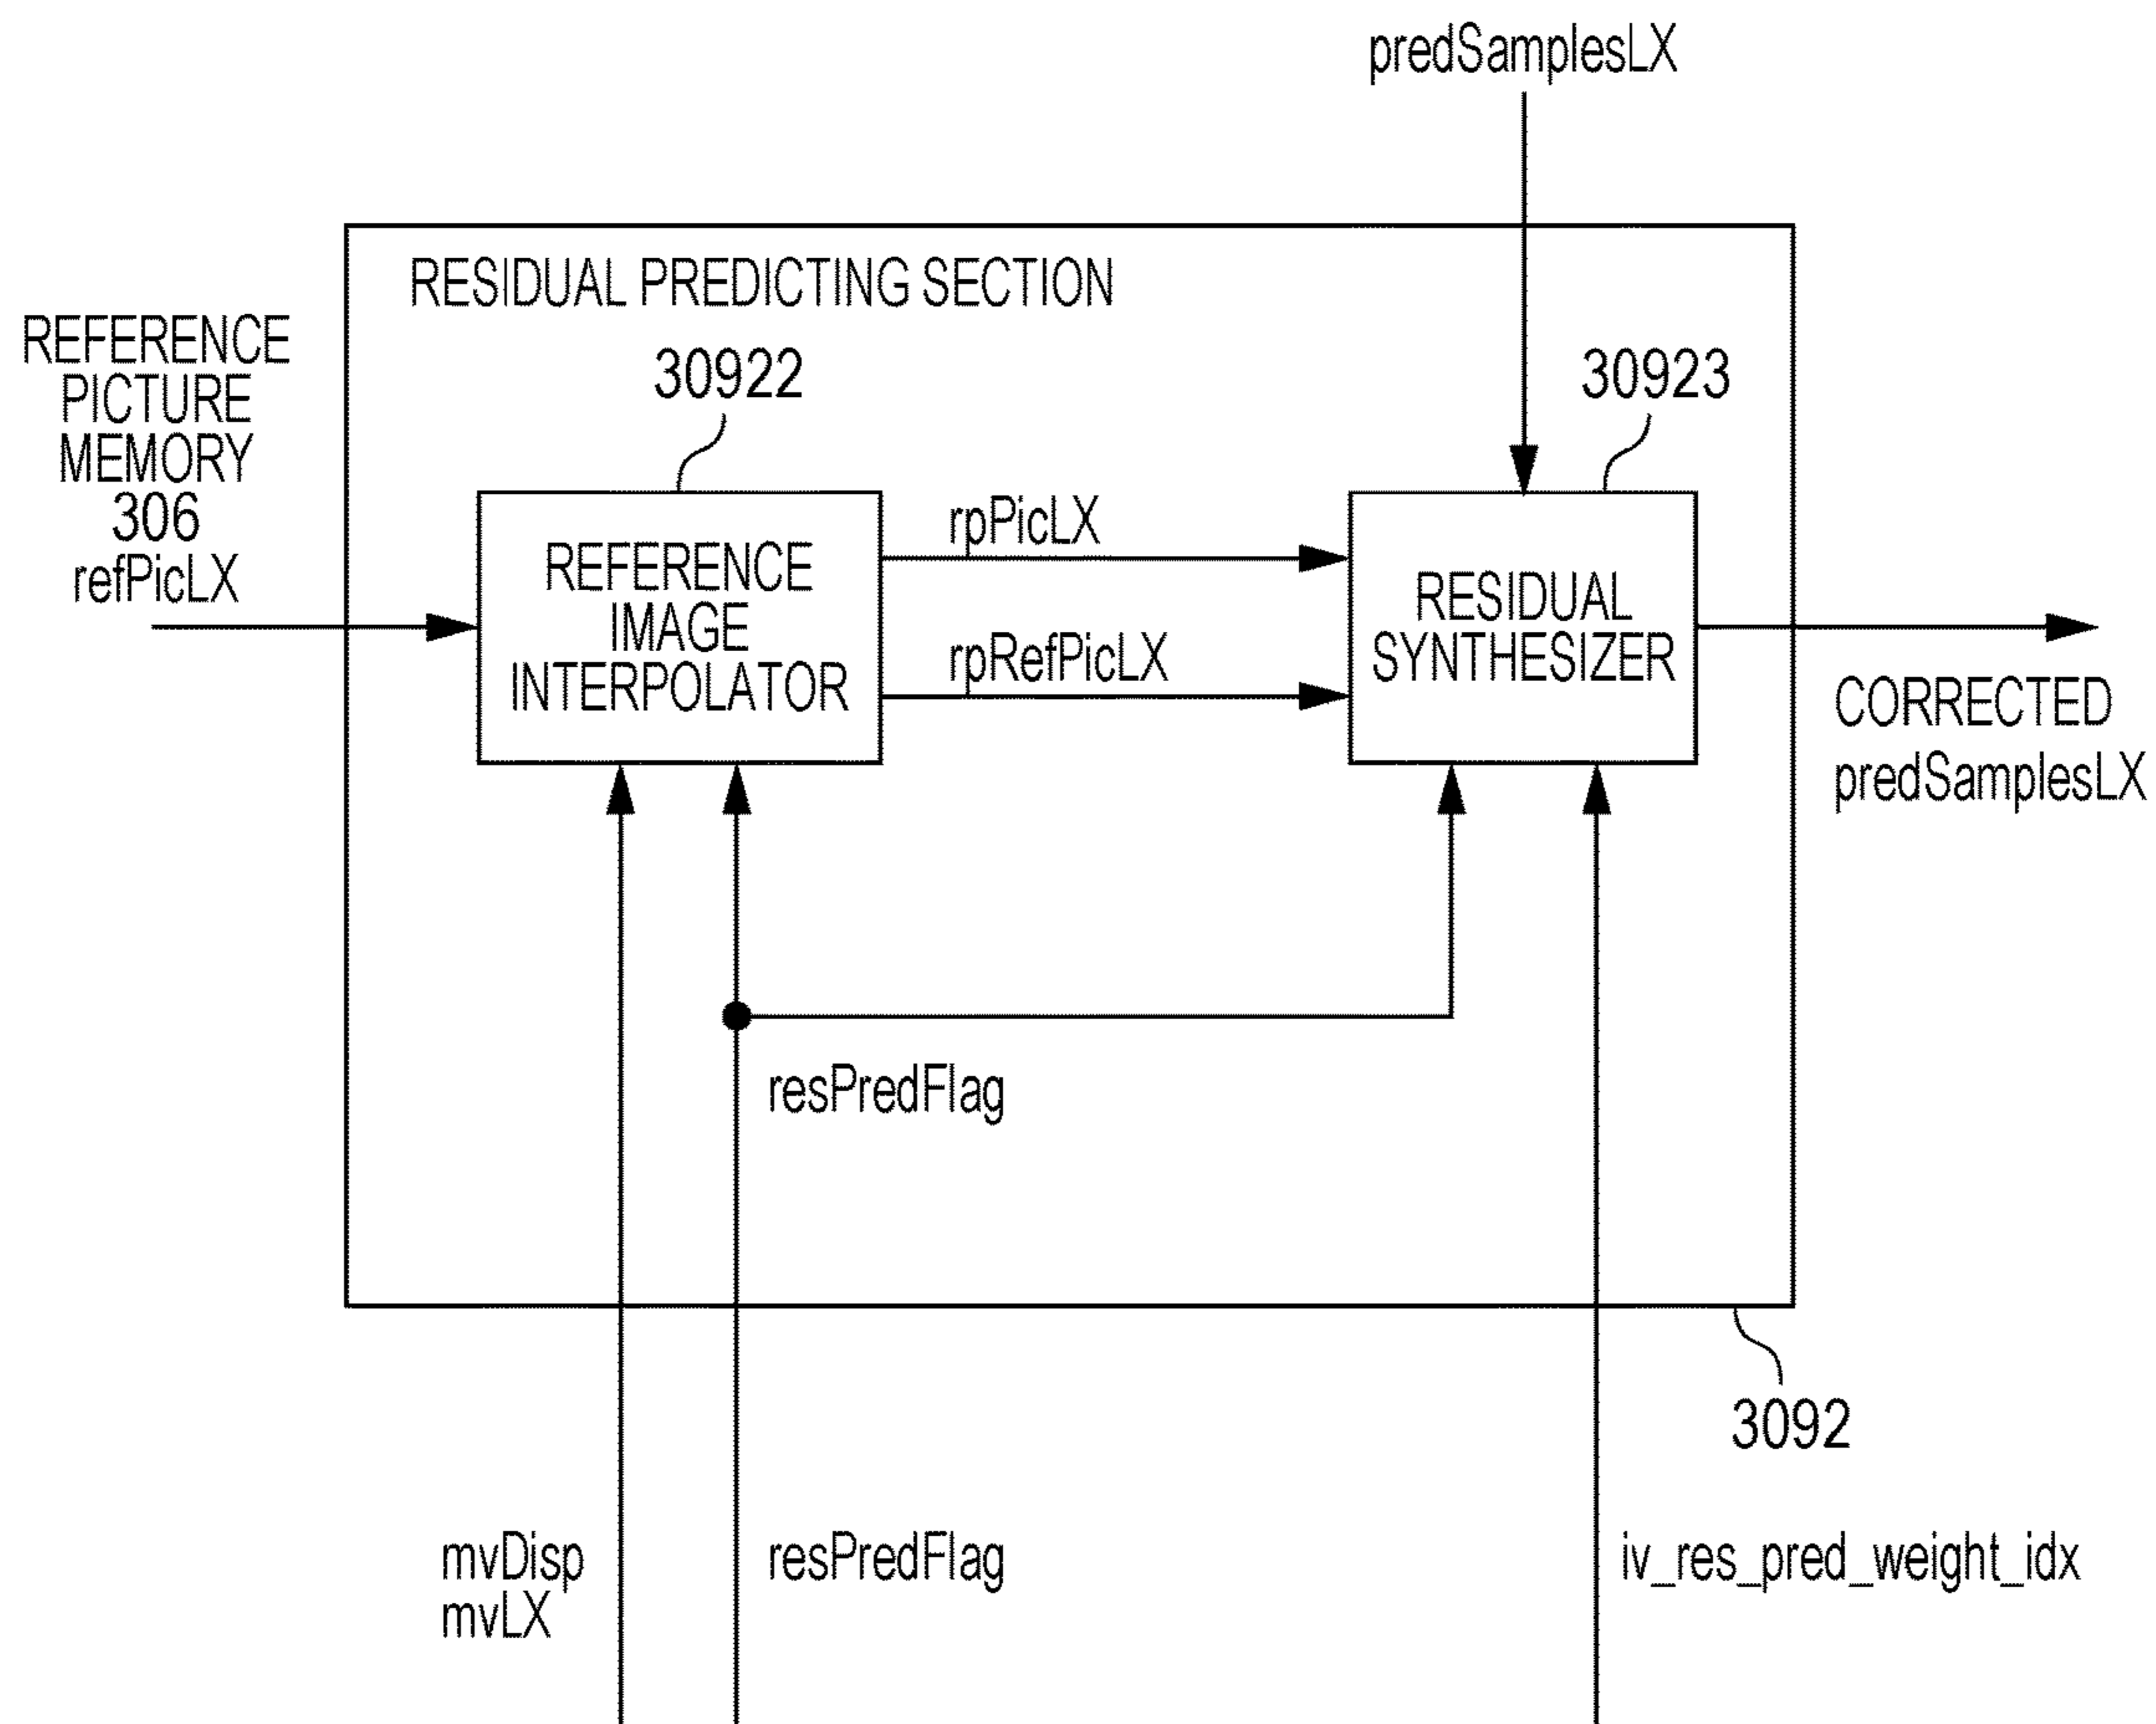 predSamplesLX
RESIDUAL PREDICTING SECTION
REFERENCE
PICTURE
MEMORY
306
refPicLX
30922
30923
REFERENCE
IMAGE
INTERPOLATOR
rpPicLX
rpRefPicLX
RESIDUAL
SYNTHESIZER
CORRECTED
predSamplesLX
resPredFlag
3092
mvDisp
mvLX
resPredFlag
iv_res_pred_weight_idx